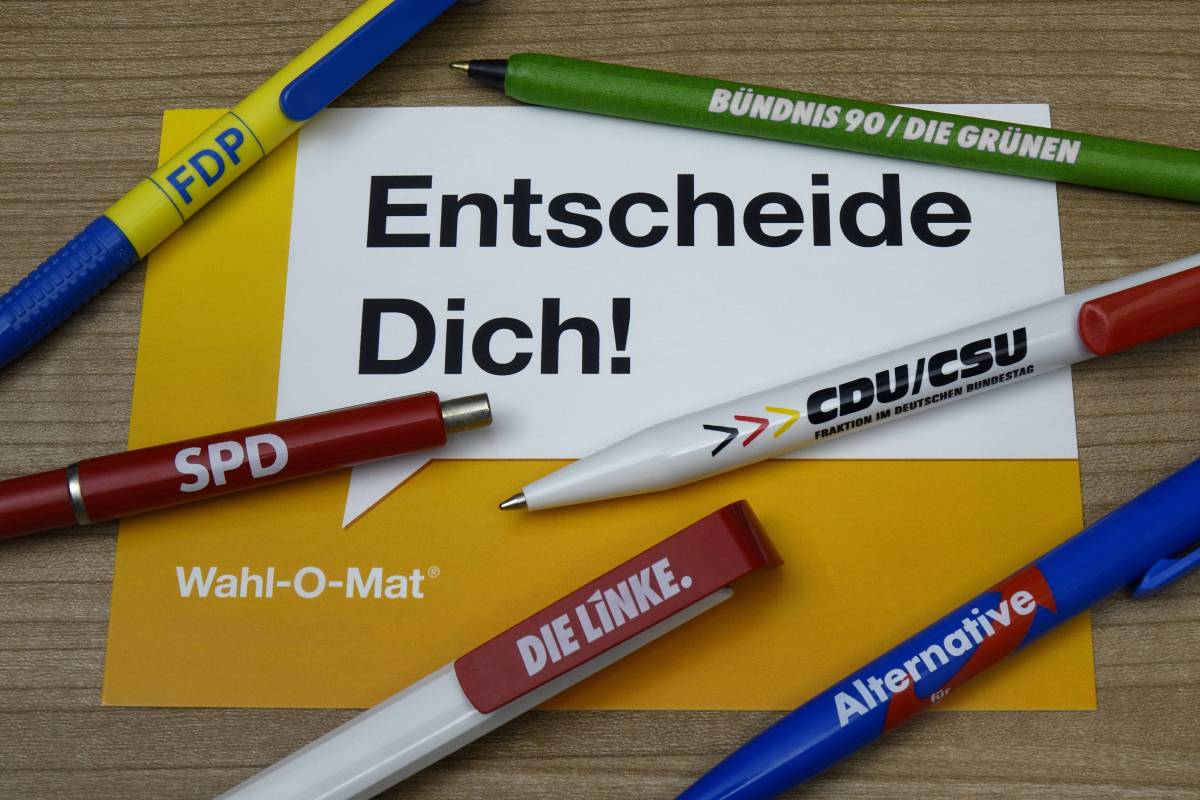 FDP
BÜNDNIS 90 / DIE GRÜNEN
Entscheide
Dich!
CDU/CSU
FRAKTION IM DEUTSCHEN BUNDESTAG
SPD
Wahl-O-Mat®
DIE LINKE.
Alternative
für